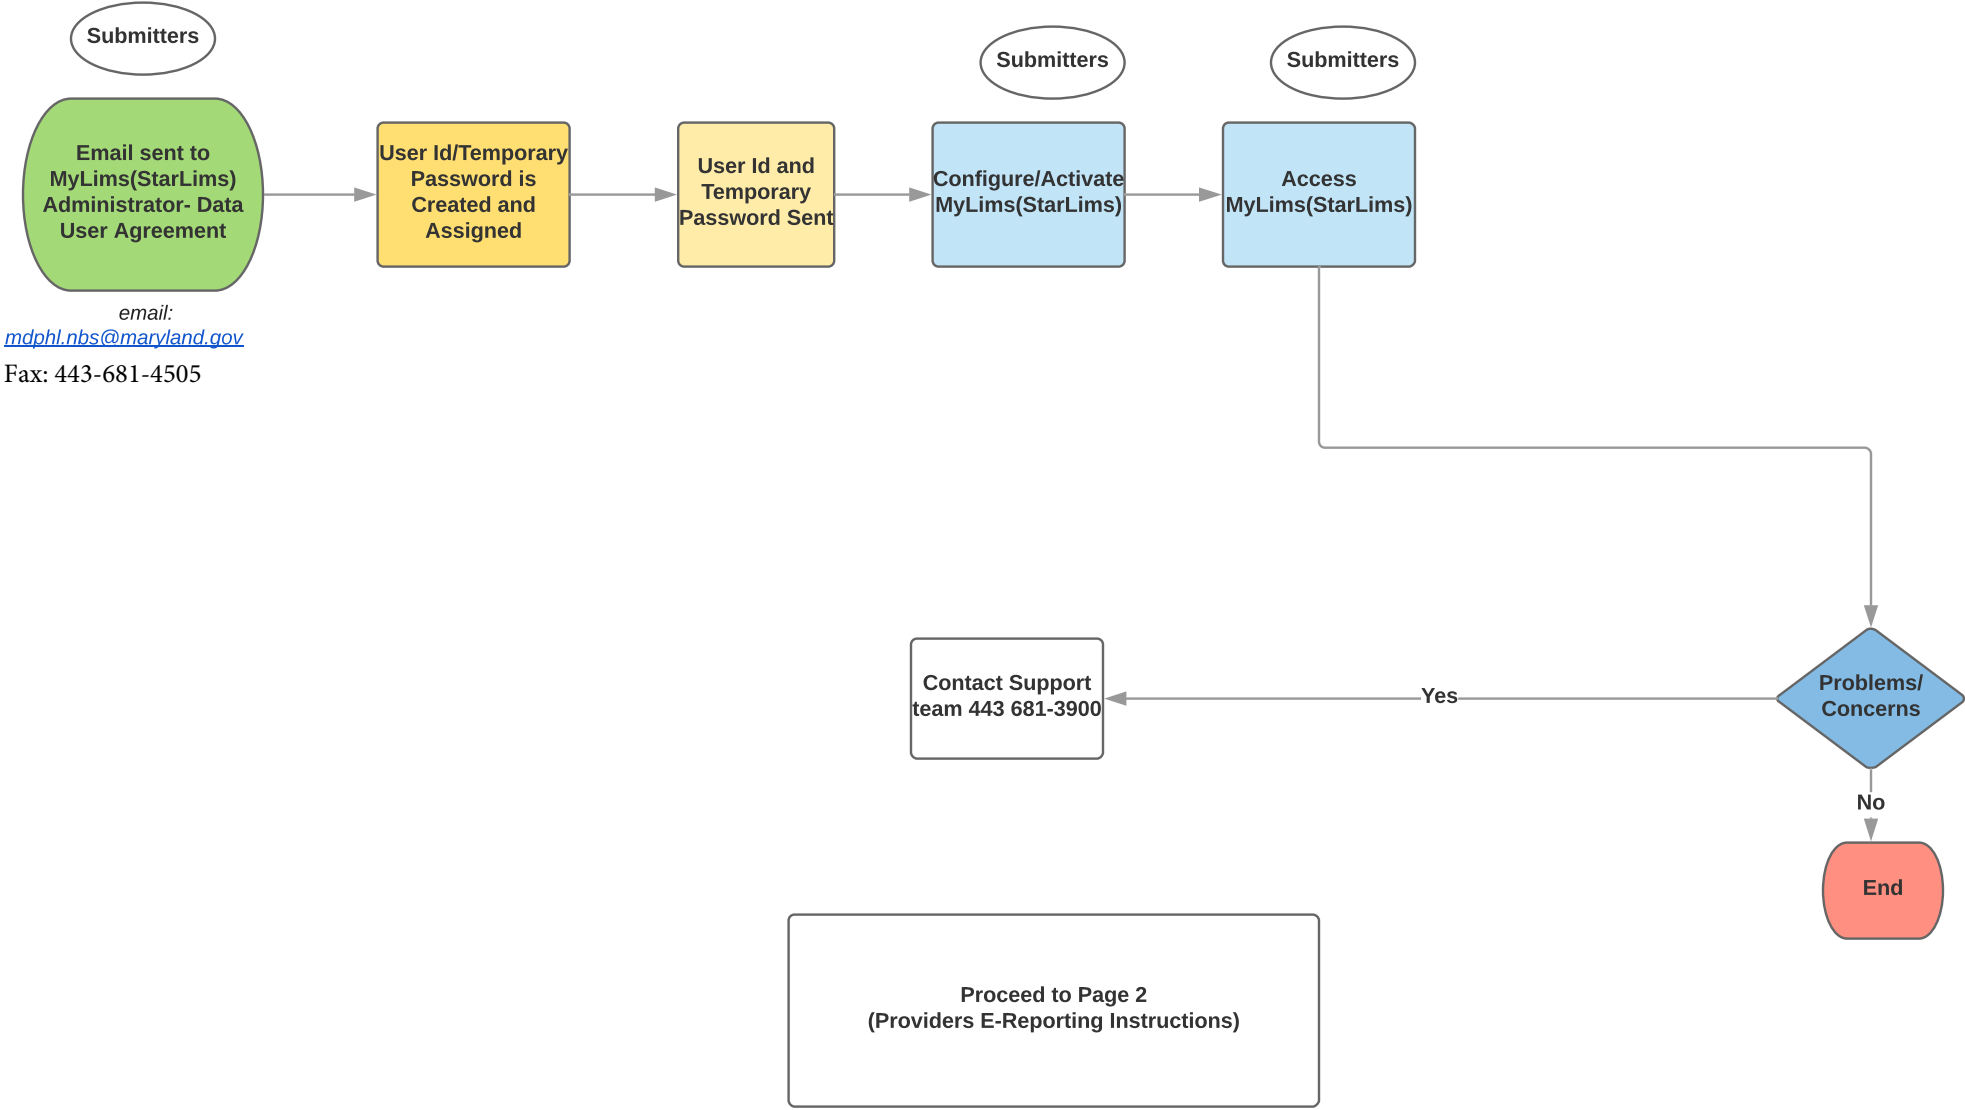 Submitters
Submitters
Submitters
Email sent to
MyLims(StarLims)
Administrator- Data
User Agreement
User Id/Temporary
Password is
Created and
Assigned
User Id and
Temporary
Password Sent
Configure/Activate
MyLims(StarLims)
Access
MyLims(StarLims)
email:
mdphl.nbs@maryland.gov
Fax: 443-681-4505
Contact Support
team 443 681-3900
Yes
Problems/
Concerns
No
End
Proceed to Page 2
(Providers E-Reporting Instructions)